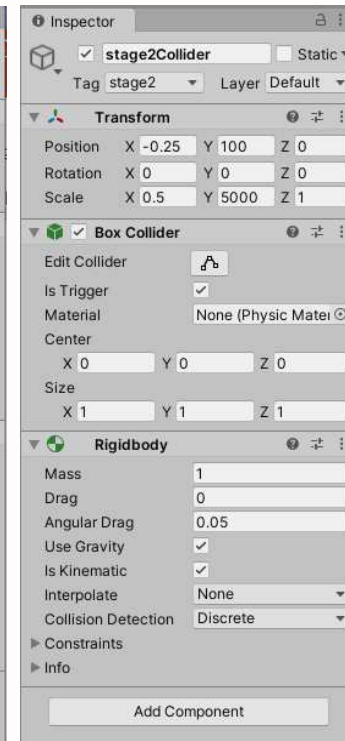 Inspector
stage2Collider Static
Tag stage2 Layer Default
Transform
Position X -0.25 Y 100 Z 0
Rotation X 0 Y 0 Z 0
Scale X 0.5 Y 5000 Z 1
Box Collider
Edit Collider
Is Trigger
Material None (Physic Mater
Center
X 0 Y 0 Z 0
Size
X 1 Y 1 Z 1
Rigidbody
Mass 1
Drag 0
Angular Drag 0.05
Use Gravity
Is Kinematic
Interpolate None
Collision Detection Discrete
Constraints
Info
Add Component